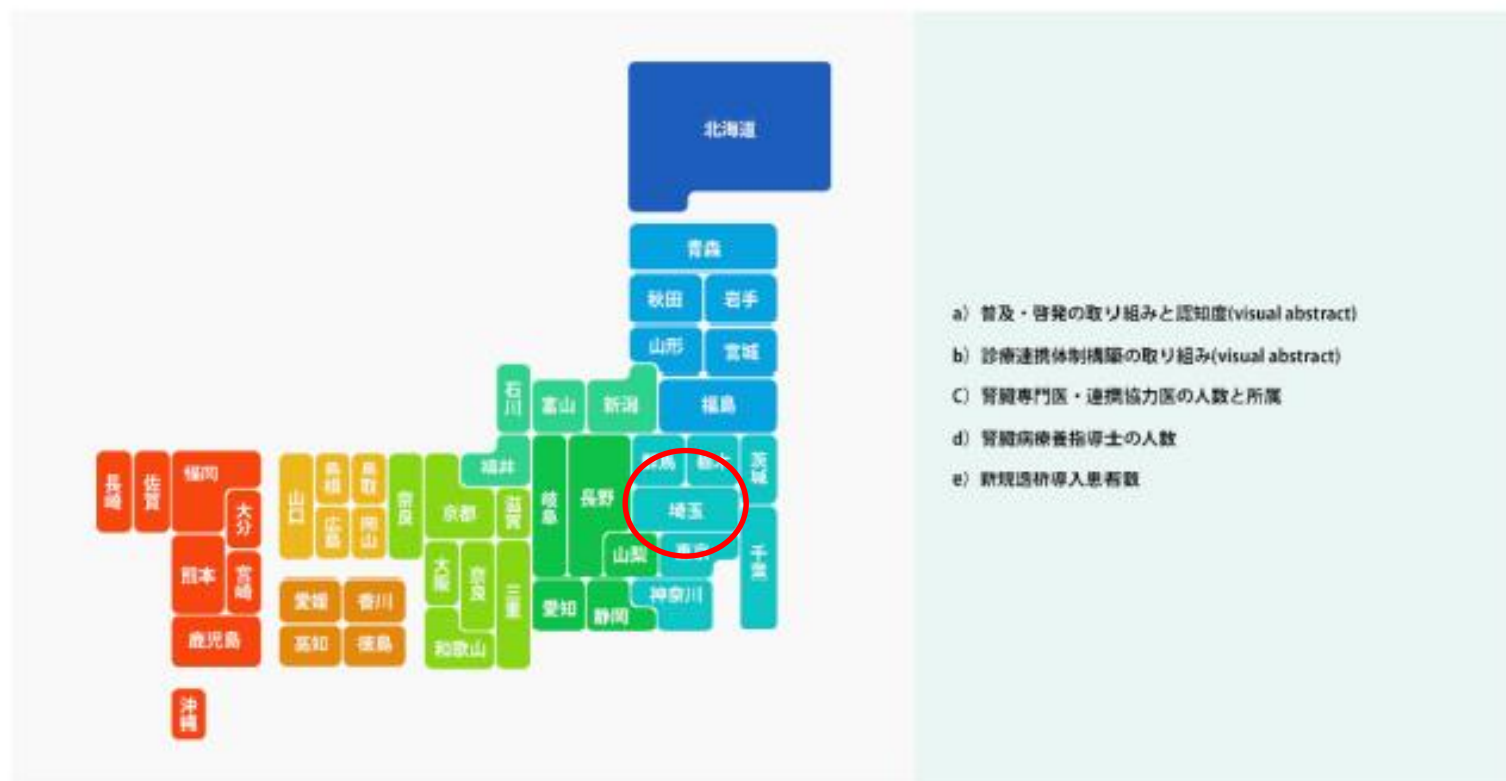 北海道
青森
秋田
岩手
山形
宮城
石川
富山
新潟
福島
福井
岐阜
長野
群馬
栃木
茨城
埼玉
山梨
東京
千葉
神奈川
愛知
静岡
長崎
佐賀
福岡
大分
熊本
宮崎
鹿児島
沖縄
山口
島根
鳥取
広島
岡山
愛媛
香川
高知
徳島
奈良
京都
滋賀
大阪
奈良
三重
和歌山
a) 普及・啓発の取り組みと認知度(visual abstract)
b) 診療連携体制構築の取り組み(visual abstract)
C) 腎臓専門医・連携協力医の人数と所属
d) 腎臓病療養指導士の人数
e) 新規透析導入患者数